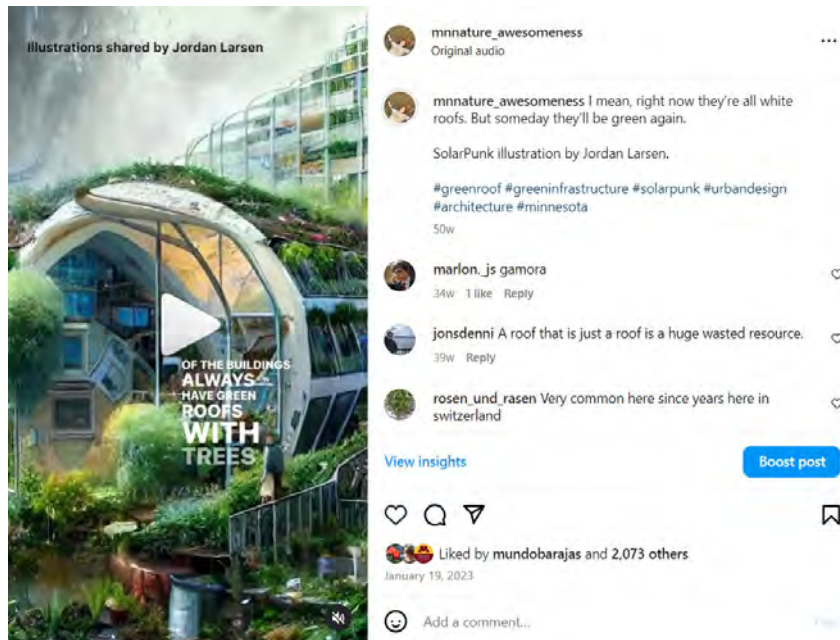 Illustrations shared by Jordan Larsen
OF THE BUILDINGS
ALWAYS
HAVE GREEN
ROOFS
WITH
TREES
mnnature_awesomeness
Original audio
mnnature_awesomeness I mean, right now they're all white
roofs. But someday they'll be green again.
SolarPunk illustration by Jordan Larsen.
#greenroof #greeninfrastructure #solarpunk #urbandesign
#architecture #minnesota
50w
marlon._js gamora
34w 1 like Reply
jonsdenni A roof that is just a roof is a huge wasted resource.
39w Reply
rosen_und_rasen Very common here since years here in
switzerland
View insights
Boost post
Liked by mundobarajas and 2,073 others
January 19, 2023
Add a comment...